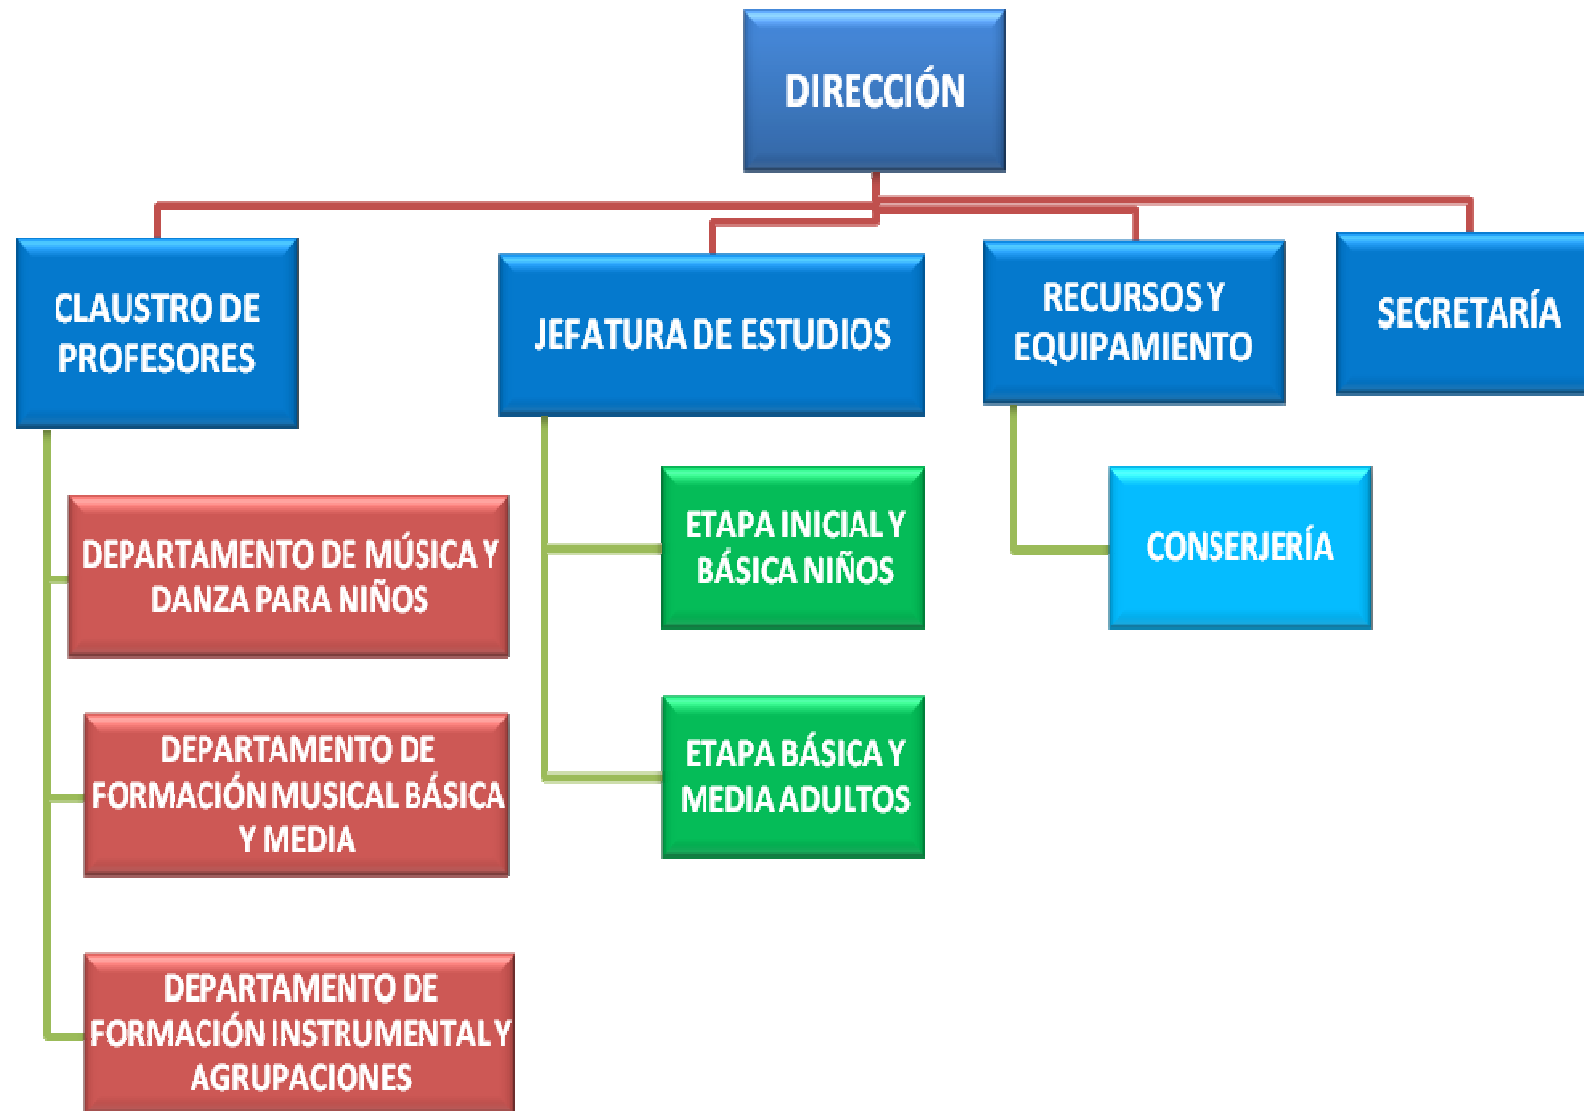 DIRECCIÓN
CLAUSTRO DE
PROFESORES
JEFATURA DE ESTUDIOS
RECURSOS Y
EQUIPAMIENTO
SECRETARÍA
DEPARTAMENTO DE MÚSICA Y
DANZA PARA NIÑOS
DEPARTAMENTO DE
FORMACIÓN MUSICAL BÁSICA
Y MEDIA
DEPARTAMENTO DE
FORMACIÓN INSTRUMENTAL Y
AGRUPACIONES
ETAPA INICIAL Y
BÁSICA NIÑOS
ETAPA BÁSICA Y
MEDIA ADULTOS
CONSERJERÍA